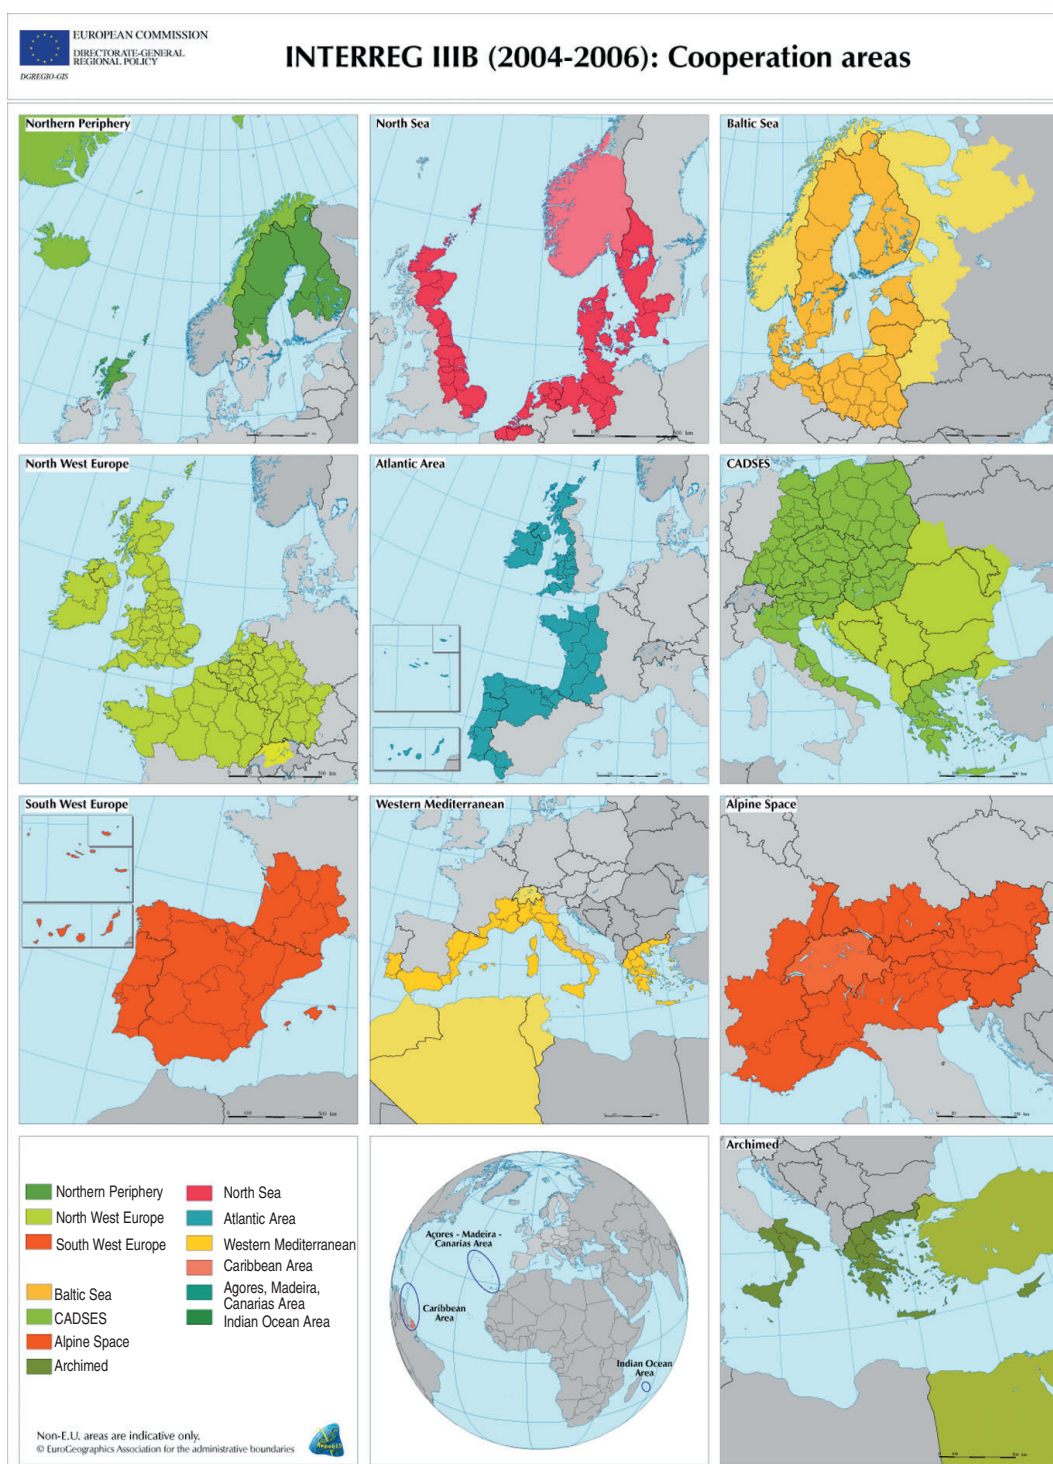 EUROPEAN COMMISSION
DIRECTORATE-GENERAL
REGIONAL POLICY
DGREGIO-GIS
INTERREG IIIB (2004-2006): Cooperation areas
Northern Periphery
North Sea
Baltic Sea
North West Europe
Atlantic Area
CADSES
South West Europe
Western Mediterranean
Alpine Space
Northern Periphery
North West Europe
South West Europe
Baltic Sea
CADSES
Alpine Space
Archimed
North Sea
Atlantic Area
Western Mediterranean
Caribbean Area
Agores, Madeira,
Canarias Area
Indian Ocean Area
Non-E.U. areas are indicative only.
© EuroGeographics Association for the administrative boundaries
Açores - Madeira -
Canarias Area
Caribbean
Area
Indian Ocean
Area
Archimed